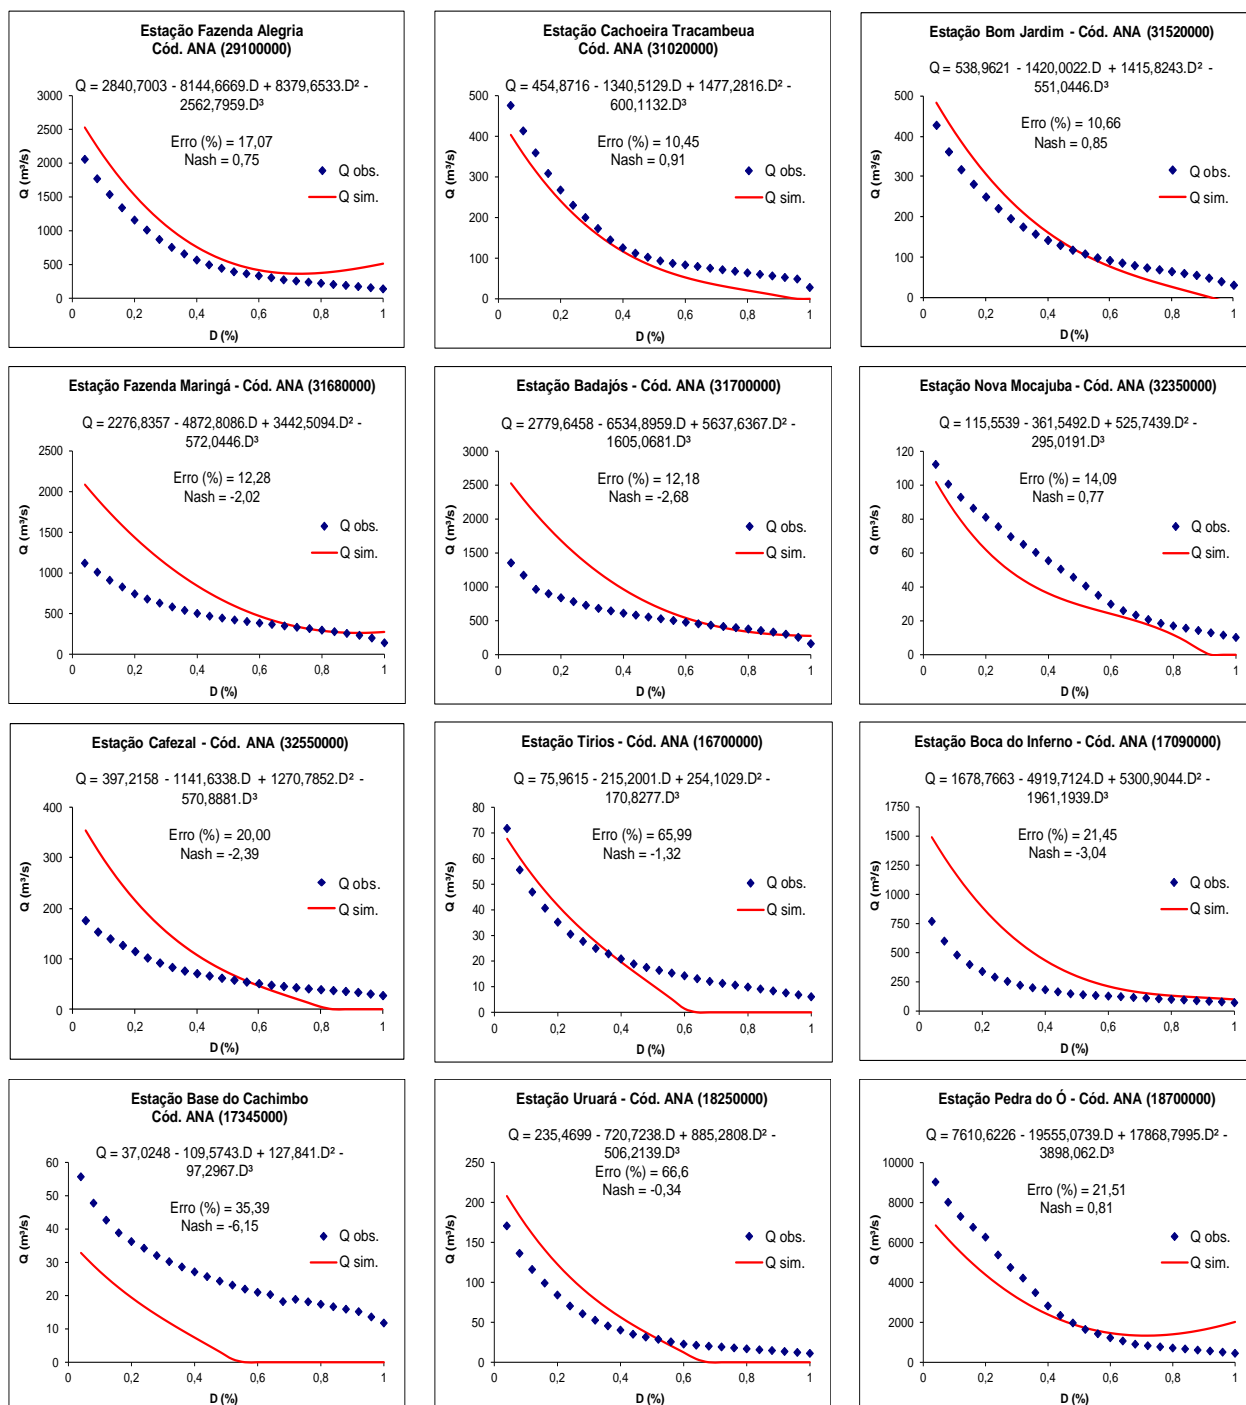 Estação Fazenda Alegria
Cód. ANA (29100000)
Q = 2840,7003 - 8144,6669.D + 8379,6533.D² -
2562,7959.D³
Erro (%) = 17,07
Nash = 0,75
Q obs.
Q sim.
Q (m³/s)
3000
2500
2000
1500
1000
500
0
0 0,2 0,4 0,6 0,8 1
D (%)
Estação Cachoeira Tracambeua
Cód. ANA (31020000)
Q = 454,8716 - 1340,5129.D + 1477,2816.D² -
600,1132.D³
Erro (%) = 10,45
Nash = 0,91
Q obs.
Q sim.
Q (m³/s)
500
400
300
200
100
0
0 0,2 0,4 0,6 0,8 1
D (%)
Estação Bom Jardim - Cód. ANA (31520000)
Q = 538,9621 - 1420,0022.D + 1415,8243.D² -
551,0446.D³
Erro (%) = 10,66
Nash = 0,85
Q obs.
Q sim.
Q (m³/s)
500
400
300
200
100
0
0 0,2 0,4 0,6 0,8 1
D (%)
Estação Fazenda Maringá - Cód. ANA (31680000)
Q = 2276,8357 - 4872,8086.D + 3442,5094.D² -
572,0446.D³
Erro (%) = 12,28
Nash = -2,02
Q obs.
Q sim.
Q (m³/s)
2500
2000
1500
1000
500
0
0 0,2 0,4 0,6 0,8 1
D (%)
Estação Badajós - Cód. ANA (31700000)
Q = 2779,6458 - 6534,8959.D + 5637,6367.D² -
1605,0681.D³
Erro (%) = 12,18
Nash = -2,68
Q obs.
Q sim.
Q (m³/s)
3000
2500
2000
1500
1000
500
0
0 0,2 0,4 0,6 0,8 1
D (%)
Estação Nova Mocajuba - Cód. ANA (32350000)
Q = 115,5539 - 361,5492.D + 525,7439.D² -
295,0191.D³
Erro (%) = 14,09
Nash = 0,77
Q obs.
Q sim.
Q (m³/s)
120
100
80
60
40
20
0
0 0,2 0,4 0,6 0,8 1
D (%)
Estação Cafezal - Cód. ANA (32550000)
Q = 397,2158 - 1141,6338.D + 1270,7852.D² -
570,8881.D³
Erro (%) = 20,00
Nash = -2,39
Q obs.
Q sim.
Q (m³/s)
400
300
200
100
0
0 0,2 0,4 0,6 0,8 1
D (%)
Estação Tirios - Cód. ANA (16700000)
Q = 75,9615 - 215,2001.D + 254,1029.D² -
170,8277.D³
Erro (%) = 65,99
Nash = -1,32
Q obs.
Q sim.
Q (m³/s)
80
70
60
50
40
30
20
10
0
0 0,2 0,4 0,6 0,8 1
D (%)
Estação Boca do Inferno - Cód. ANA (17090000)
Q = 1678,7663 - 4919,7124.D + 5300,9044.D² -
1961,1939.D³
Erro (%) = 21,45
Nash = -3,04
Q obs.
Q sim.
Q (m³/s)
1750
1500
1250
1000
750
500
250
0
0 0,2 0,4 0,6 0,8 1
D (%)
Estação Base do Cachimbo
Cód. ANA (17345000)
Q = 37,0248 - 109,5743.D + 127,841.D² -
97,2967.D³
Erro (%) = 35,39
Nash = -6,15
Q obs.
Q sim.
Q (m³/s)
60
50
40
30
20
10
0
0 0,2 0,4 0,6 0,8 1
D (%)
Estação Uruará - Cód. ANA (18250000)
Q = 235,4699 - 720,7238.D + 885,2808.D² -
506,2139.D³
Erro (%) = 66,6
Nash = -0,34
Q obs.
Q sim.
Q (m³/s)
250
200
150
100
50
0
0 0,2 0,4 0,6 0,8 1
D (%)
Estação Pedra do Ó - Cód. ANA (18700000)
Q = 7610,6226 - 19555,0739.D + 17868,7995.D² -
3898,062.D³
Erro (%) = 21,51
Nash = 0,81
Q obs.
Q sim.
Q (m³/s)
10000
8000
6000
4000
2000
0
0 0,2 0,4 0,6 0,8 1
D (%)